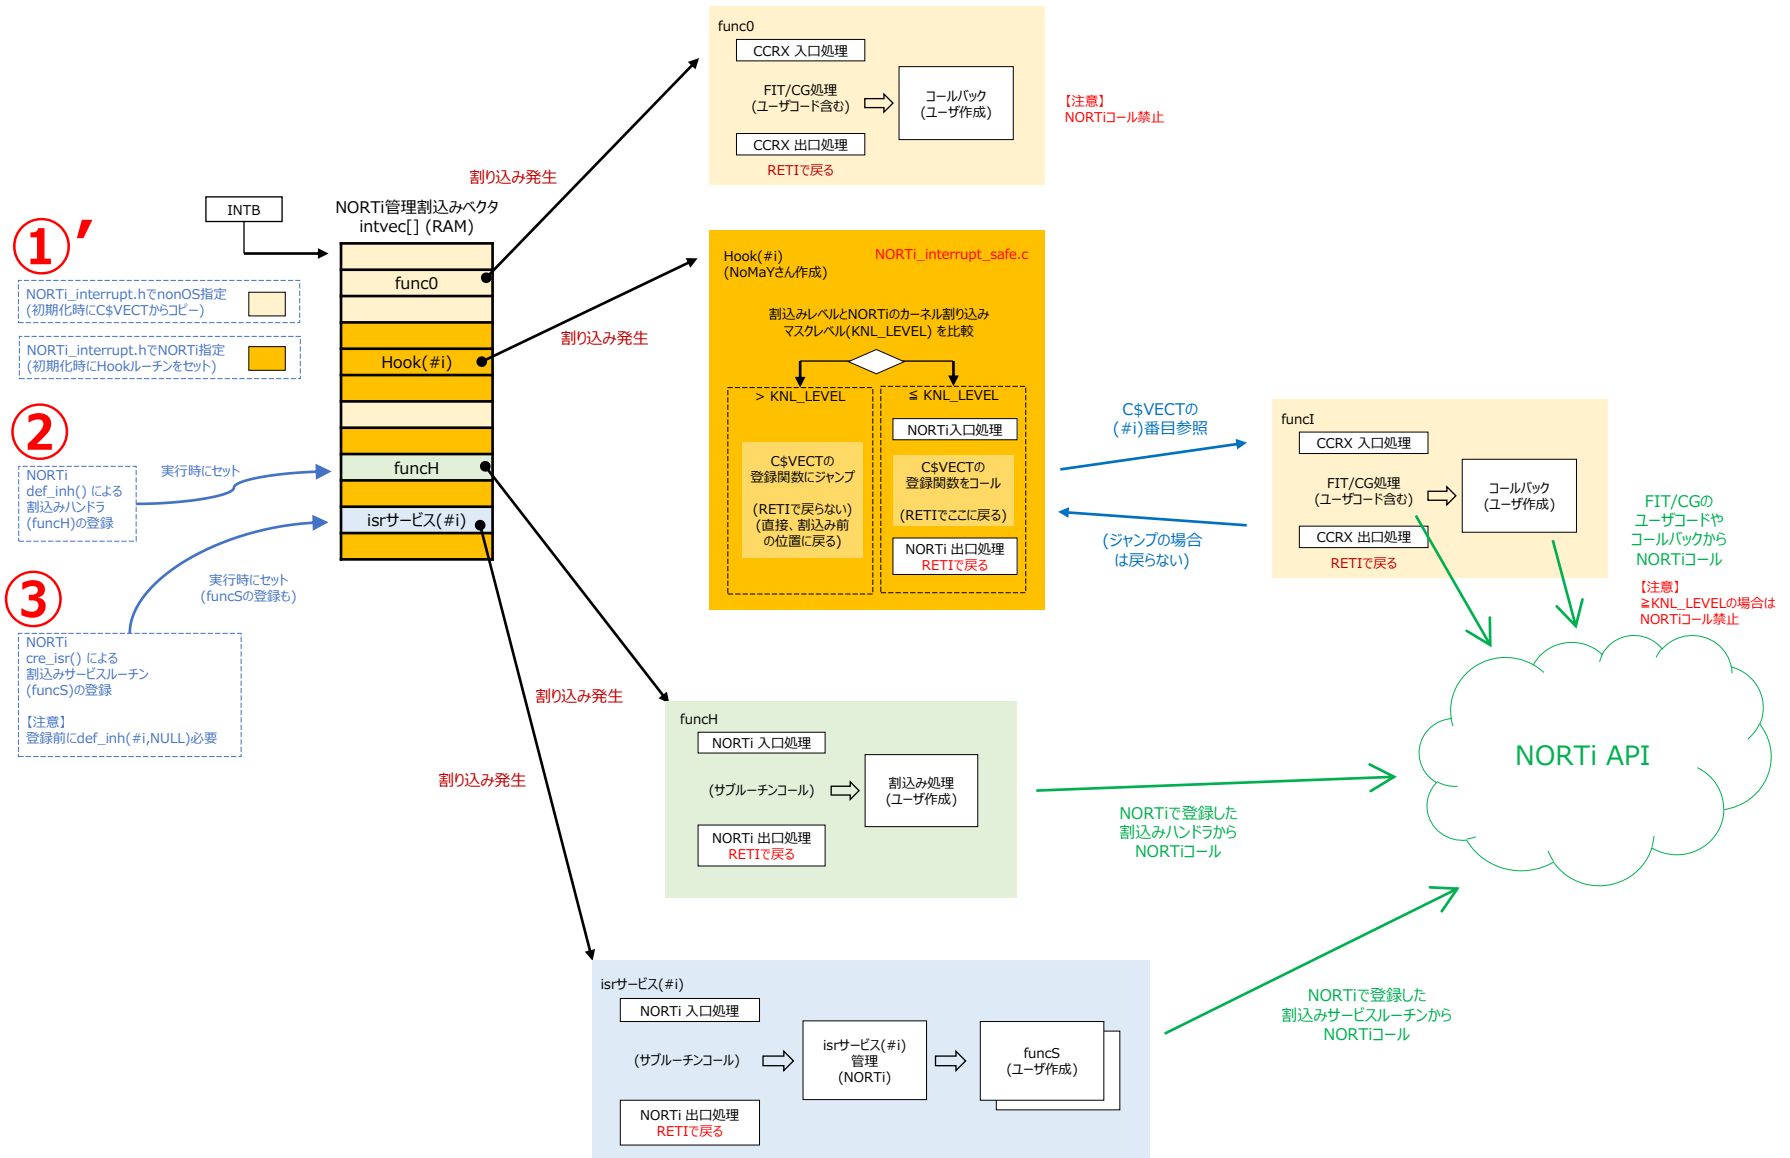 func0
CCRX 入口処理
FIT/CG処理
(ユーザコード含む)
コールバック
(ユーザ作成)
CCRX 出口処理
RETIで戻る
【注意】
NORTiコール禁止
割り込み発生
INTB
NORTi管理割込みベクタ
intvec[] (RAM)
①′
NORTi_interrupt.hでnonOS指定
(初期化時にC$VECTからコピー)
NORTi_interrupt.hでNORTi指定
(初期化時にHookルーチンをセット)
func0
Hook(#i)
funcH
isrサービス(#i)
割り込み発生
Hook(#i)
(NoMaYさん作成)
NORTi_interrupt_safe.c
割込みレベルとNORTiのカーネル割り込み
マスクレベル(KNL_LEVEL) を比較
> KNL_LEVEL
C$VECTの
登録関数にジャンプ
(RETIで戻らない)
(直接、割込み前
の位置に戻る)
≦ KNL_LEVEL
NORTi入口処理
C$VECTの
登録関数をコール
(RETIでここに戻る)
NORTi 出口処理
RETIで戻る
C$VECTの
(#i)番目参照
(ジャンプの場合
は戻らない)
funcI
CCRX 入口処理
FIT/CG処理
(ユーザコード含む)
コールバック
(ユーザ作成)
CCRX 出口処理
RETIで戻る
FIT/CGの
ユーザコードや
コールバックから
NORTiコール
【注意】
≧KNL_LEVELの場合は
NORTiコール禁止
②
NORTi
def_inh() による
割込みハンドラ
(funcH)の登録
実行時にセット
③
実行時にセット
(funcSの登録も)
NORTi
cre_isr() による
割込みサービスルーチン
(funcS)の登録
【注意】
登録前にdef_inh(#i,NULL)必要
割り込み発生
割り込み発生
funcH
NORTi 入口処理
(サブルーチンコール)
割込み処理
(ユーザ作成)
NORTi 出口処理
RETIで戻る
NORTiで登録した
割込みハンドラから
NORTiコール
NORTi API
isrサービス(#i)
NORTi 入口処理
(サブルーチンコール)
isrサービス(#i)
管理
(NORTi)
funcS
(ユーザ作成)
NORTi 出口処理
RETIで戻る
NORTiで登録した
割込みサービスルーチンから
NORTiコール